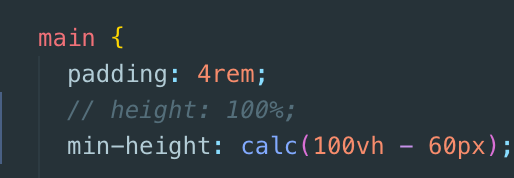 main {
padding: 4rem;
// height: 100%;
min-height: calc(100vh - 60px);